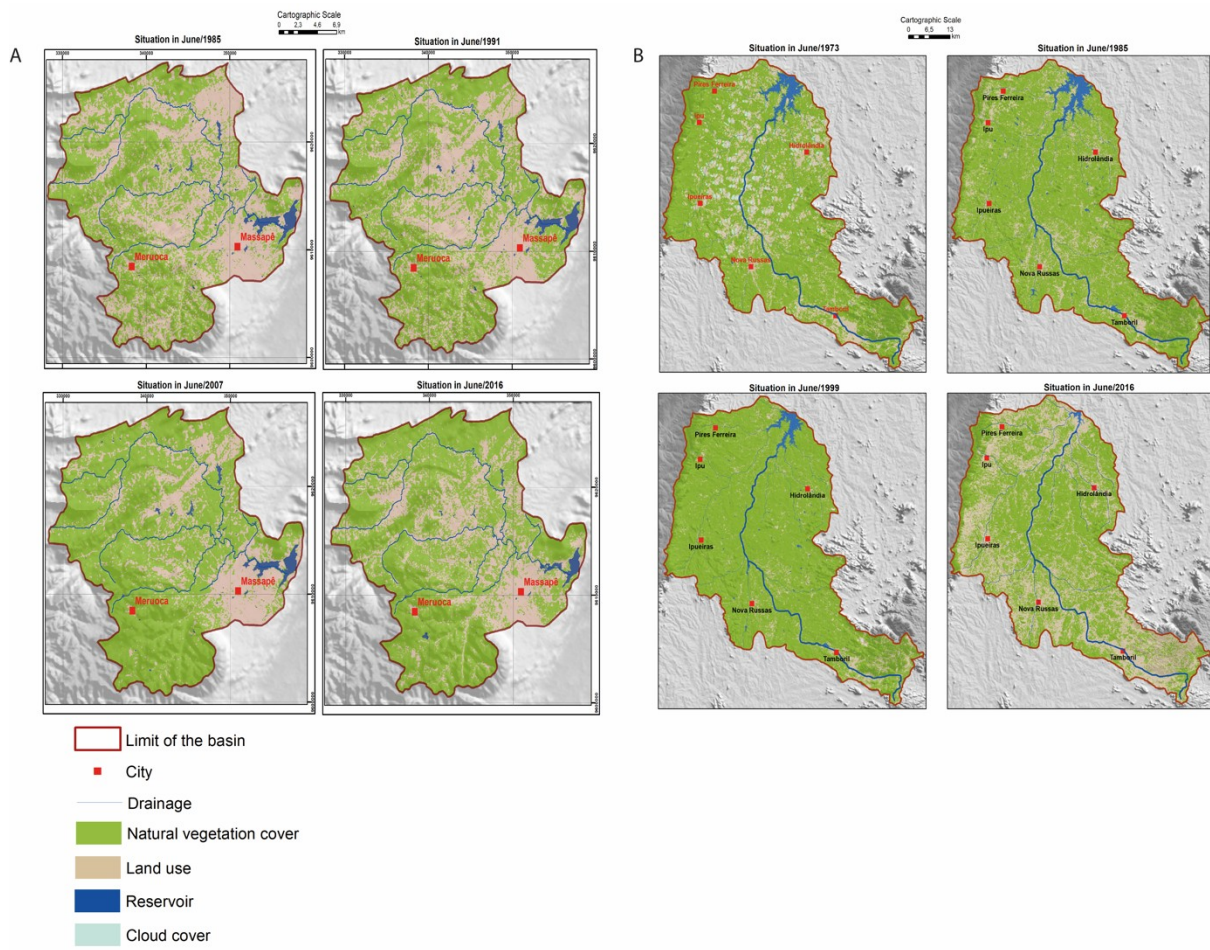 Cartographic Scale
0 2,3 4,6 6,9
km
Cartographic Scale
0 6,5 13
km
A
Situation in June/1985
Situation in June/1991
B
Situation in June/1973
Situation in June/1985
330000 340000 350000
Massapê
Meruoca
Massapê
Meruoca
Pires Ferreira
Ipu
Hidrolândia
Ipueiras
Nova Russas
Pires Ferreira
Ipu
Hidrolândia
Ipueiras
Nova Russas
Tamboril
Situation in June/2007
Situation in June/2016
Situation in June/1999
Situation in June/2016
Massapê
Meruoca
Massapê
Meruoca
Pires Ferreira
Ipu
Hidrolândia
Ipueiras
Nova Russas
Tamboril
Pires Ferreira
Ipu
Hidrolândia
Ipueiras
Nova Russas
Tamboril
Limit of the basin
City
Drainage
Natural vegetation cover
Land use
Reservoir
Cloud cover